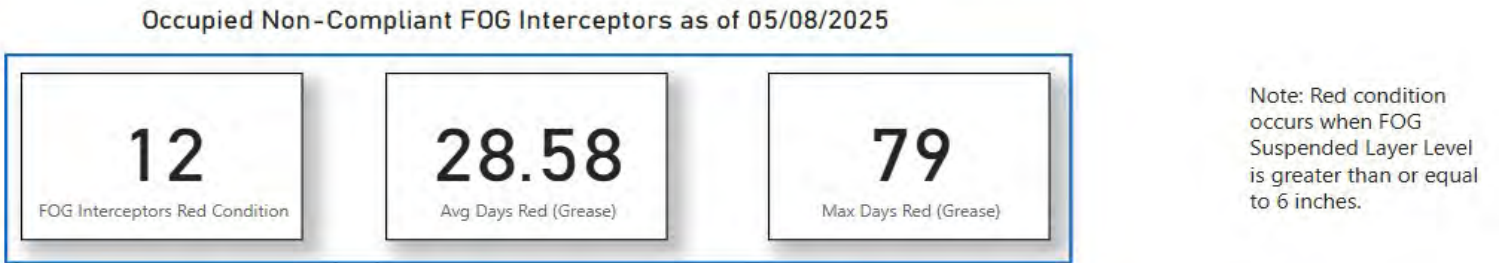 Occupied Non-Compliant FOG Interceptors as of 05/08/2025
12
FOG Interceptors Red Condition
28.58
Avg Days Red (Grease)
79
Max Days Red (Grease)
Note: Red condition
occurs when FOG
Suspended Layer Level
is greater than or equal
to 6 inches.